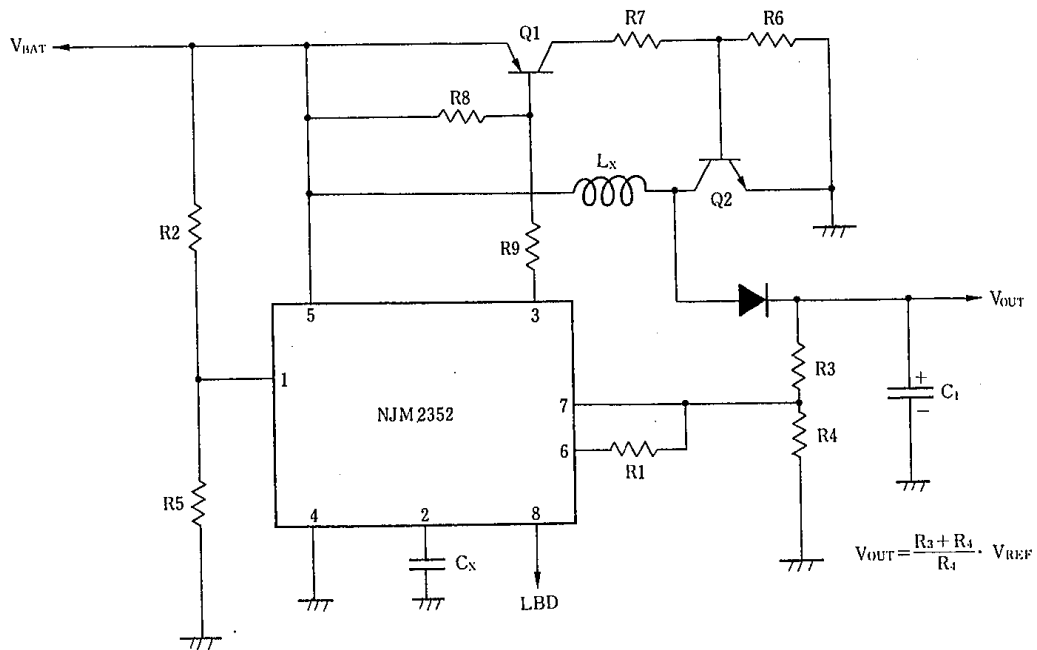 Q1
R7
R6
VBAT
R8
LX
Q2
R2
R9
5
3
VOUT
1
R3
C1
NJM2352
7
R4
6
R1
R5
4
2
8
CX
LBD
VOUT = (R3 + R4) / R4 · VREF